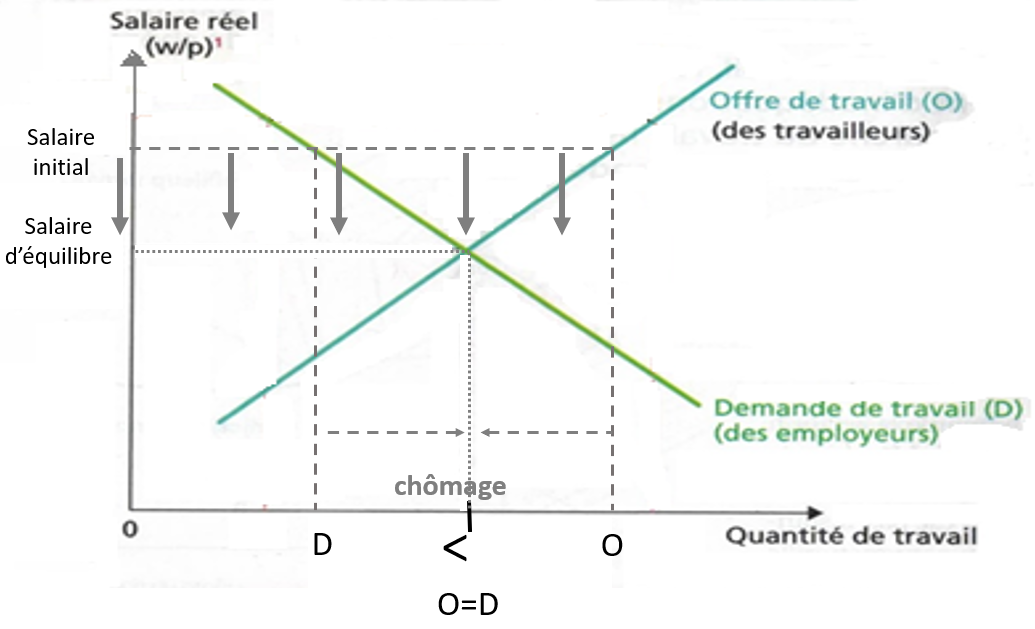 Salaire réel
(w/p)¹
Offre de travail (O)
(des travailleurs)
Salaire
initial
Salaire
d'équilibre
Demande de travail (D)
(des employeurs)
chômage
0
D
<
O
Quantité de travail
O=D